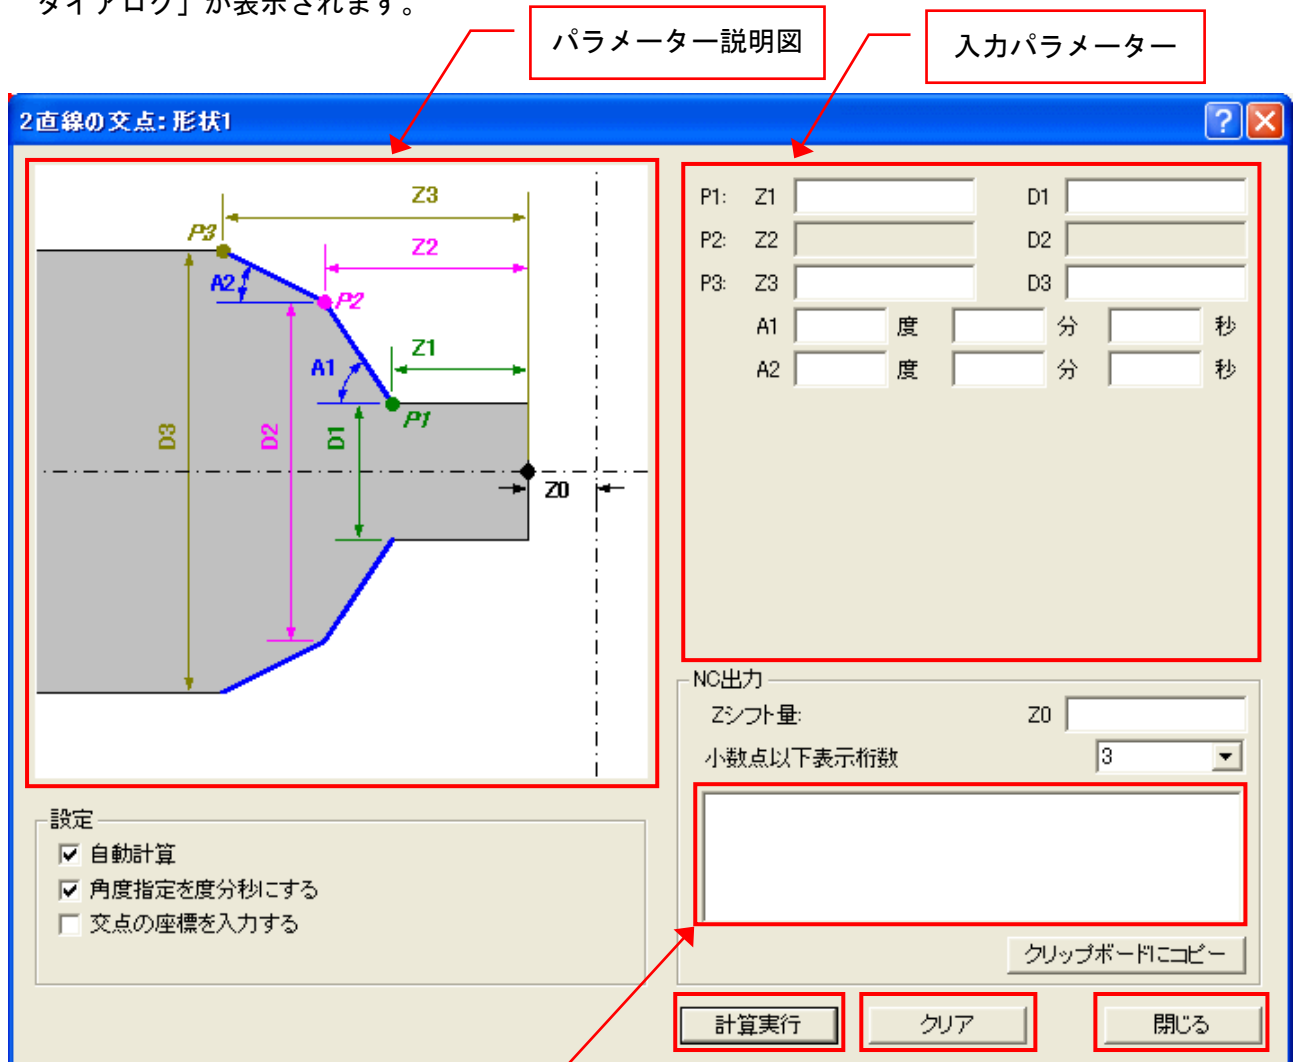 ダイアログ」が表示されます。
パラメーター説明図
入力パラメーター
2直線の交点: 形状1
Z3
P3
Z2
A2
P2
Z1
A1
P1
D3
D2
D1
Z0
P1: Z1 D1
P2: Z2 D2
P3: Z3 D3
A1 度 分 秒
A2 度 分 秒
NC出力
Zシフト量: Z0
小数点以下表示桁数 3
設定
自動計算
角度指定を度分秒にする
交点の座標を入力する
クリップボードにコピー
計算実行 クリア 閉じる